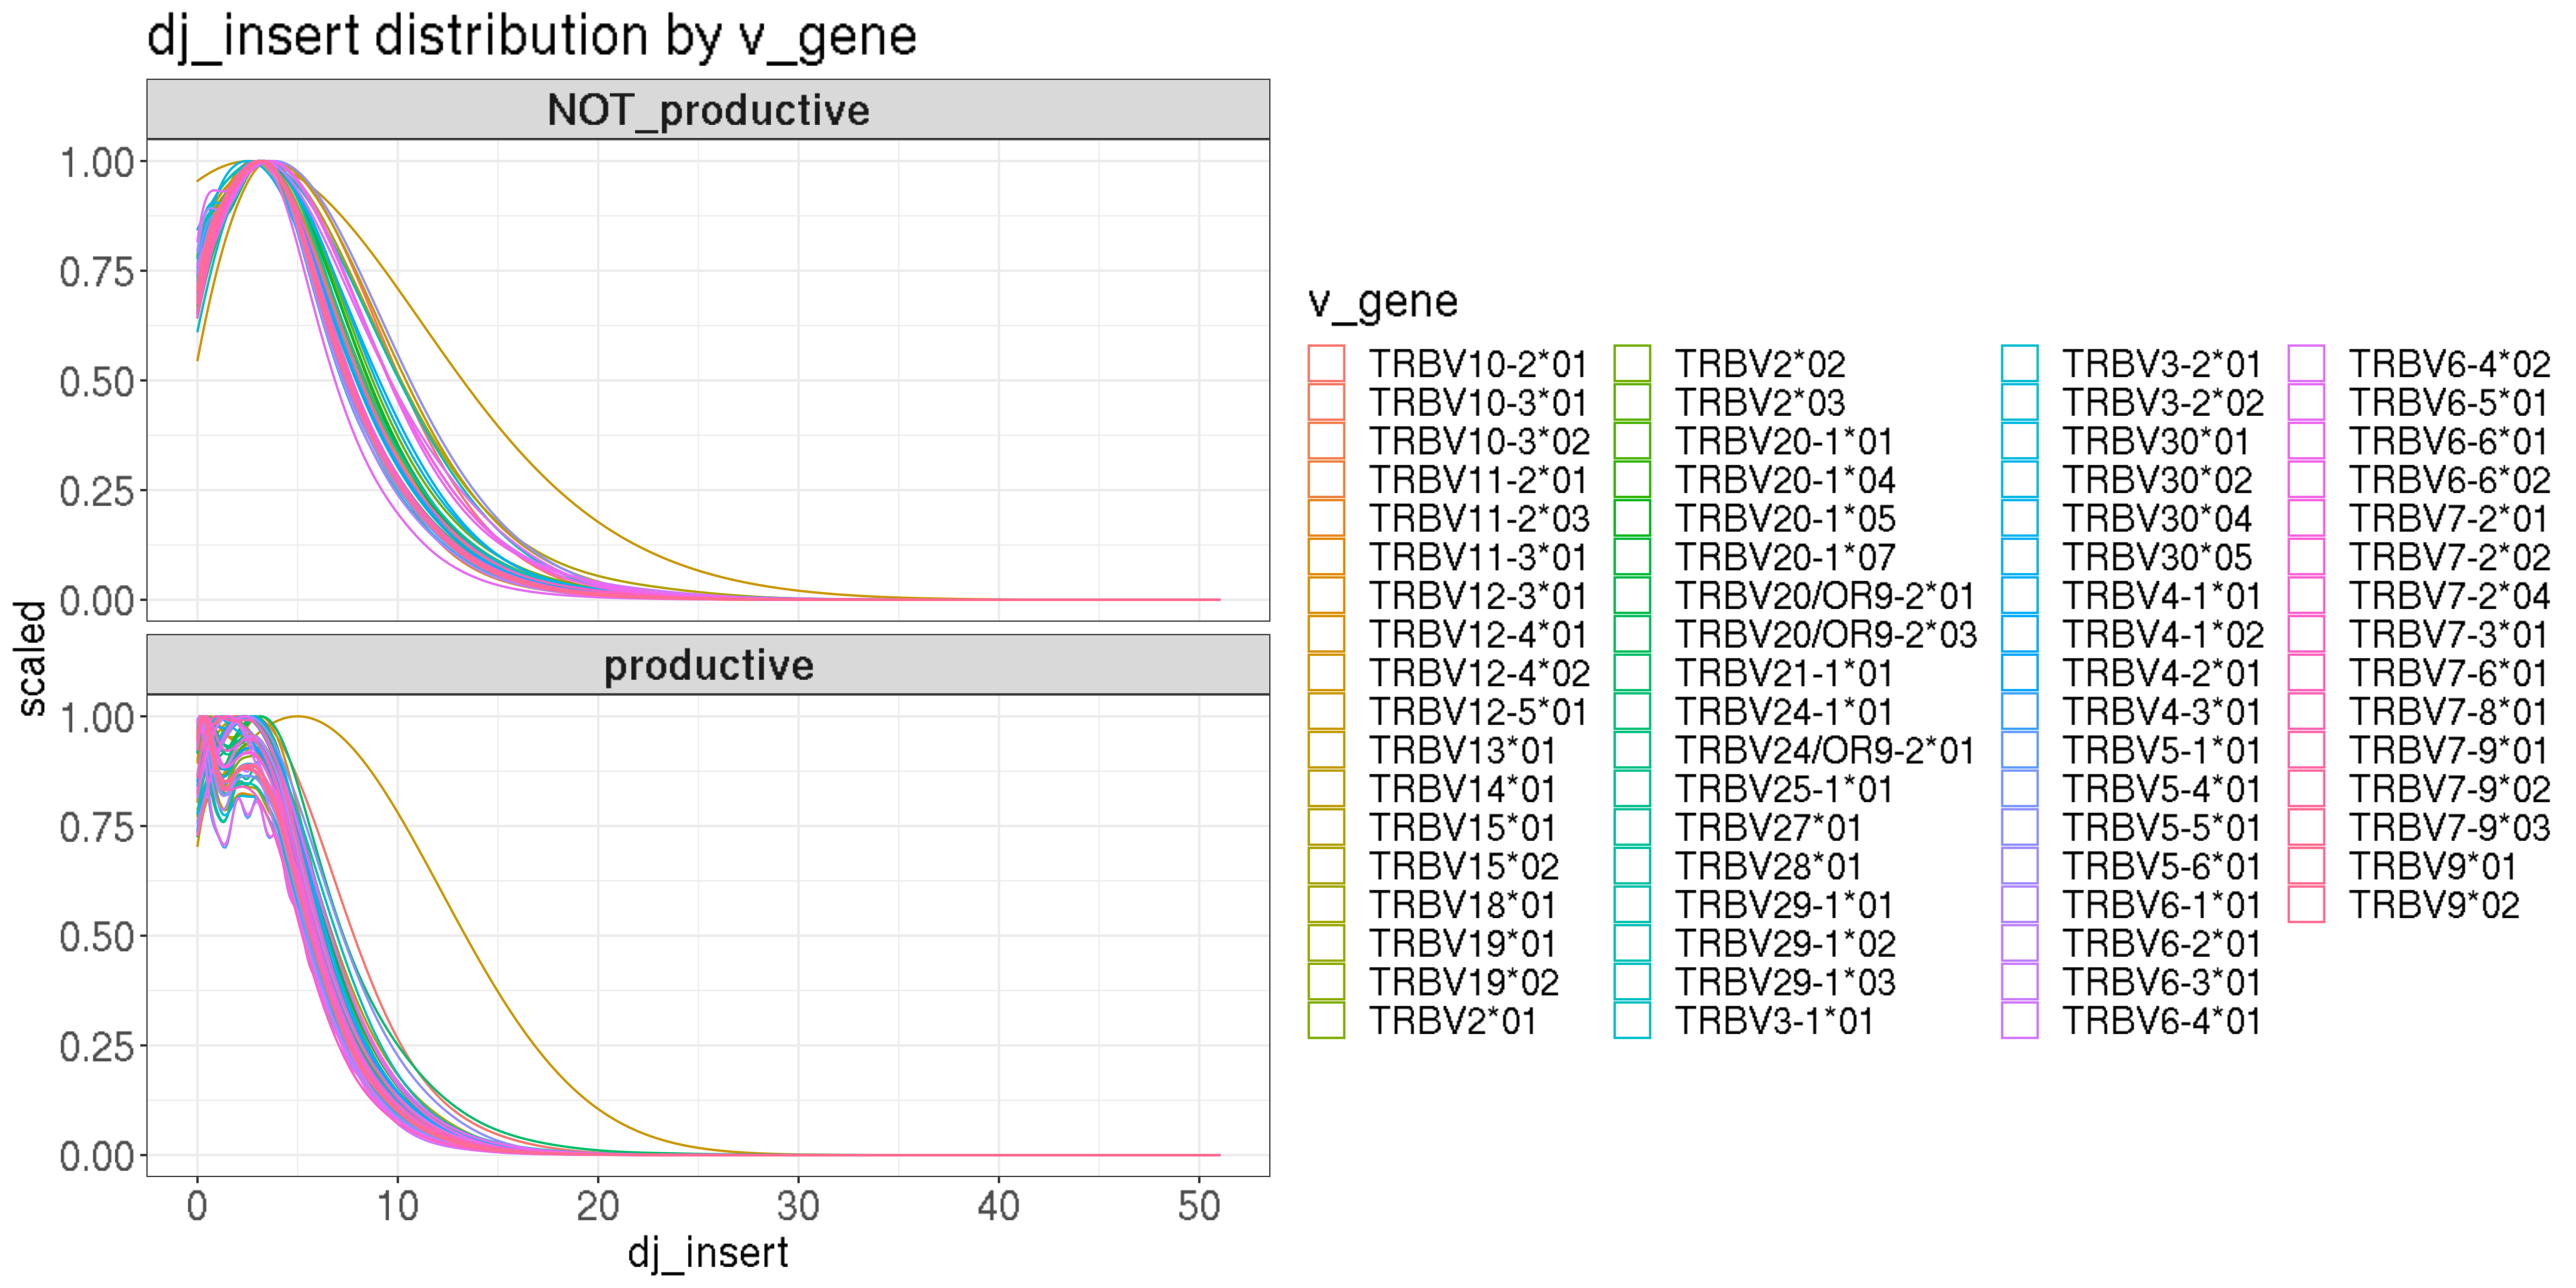 dj_insert distribution by v_gene
NOT_productive
1.00
0.75
0.50
0.25
0.00
productive
1.00
0.75
0.50
0.25
0.00
scaled
0 10 20 30 40 50
dj_insert
v_gene
TRBV10-2*01
TRBV10-3*01
TRBV10-3*02
TRBV11-2*01
TRBV11-2*03
TRBV11-3*01
TRBV12-3*01
TRBV12-4*01
TRBV12-4*02
TRBV12-5*01
TRBV13*01
TRBV14*01
TRBV15*01
TRBV15*02
TRBV18*01
TRBV19*01
TRBV19*02
TRBV2*01
TRBV2*02
TRBV2*03
TRBV20-1*01
TRBV20-1*04
TRBV20-1*05
TRBV20-1*07
TRBV20/OR9-2*01
TRBV20/OR9-2*03
TRBV21-1*01
TRBV24-1*01
TRBV24/OR9-2*01
TRBV25-1*01
TRBV27*01
TRBV28*01
TRBV29-1*01
TRBV29-1*02
TRBV29-1*03
TRBV3-1*01
TRBV3-2*01
TRBV3-2*02
TRBV30*01
TRBV30*02
TRBV30*04
TRBV30*05
TRBV4-1*01
TRBV4-1*02
TRBV4-2*01
TRBV4-3*01
TRBV5-1*01
TRBV5-4*01
TRBV5-5*01
TRBV5-6*01
TRBV6-1*01
TRBV6-2*01
TRBV6-3*01
TRBV6-4*01
TRBV6-4*02
TRBV6-5*01
TRBV6-6*01
TRBV6-6*02
TRBV7-2*01
TRBV7-2*02
TRBV7-2*04
TRBV7-3*01
TRBV7-6*01
TRBV7-8*01
TRBV7-9*01
TRBV7-9*02
TRBV7-9*03
TRBV9*01
TRBV9*02